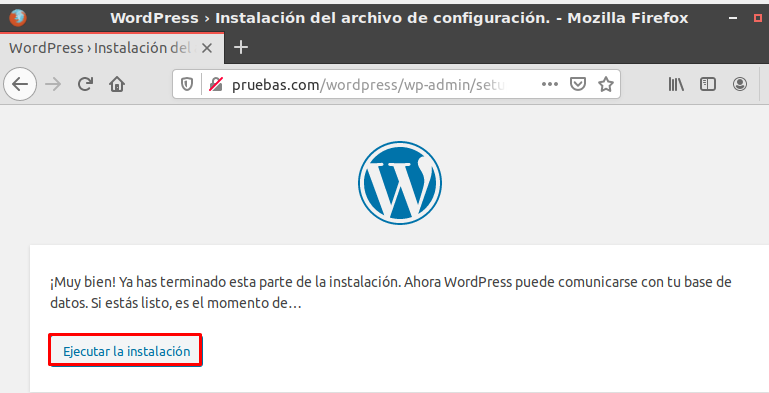 WordPress › Instalación del archivo de configuración. - Mozilla Firefox
WordPress › Instalación del
pruebas.com/wordpress/wp-admin/setu
¡Muy bien! Ya has terminado esta parte de la instalación. Ahora WordPress puede comunicarse con tu base de
datos. Si estás listo, es el momento de…
Ejecutar la instalación